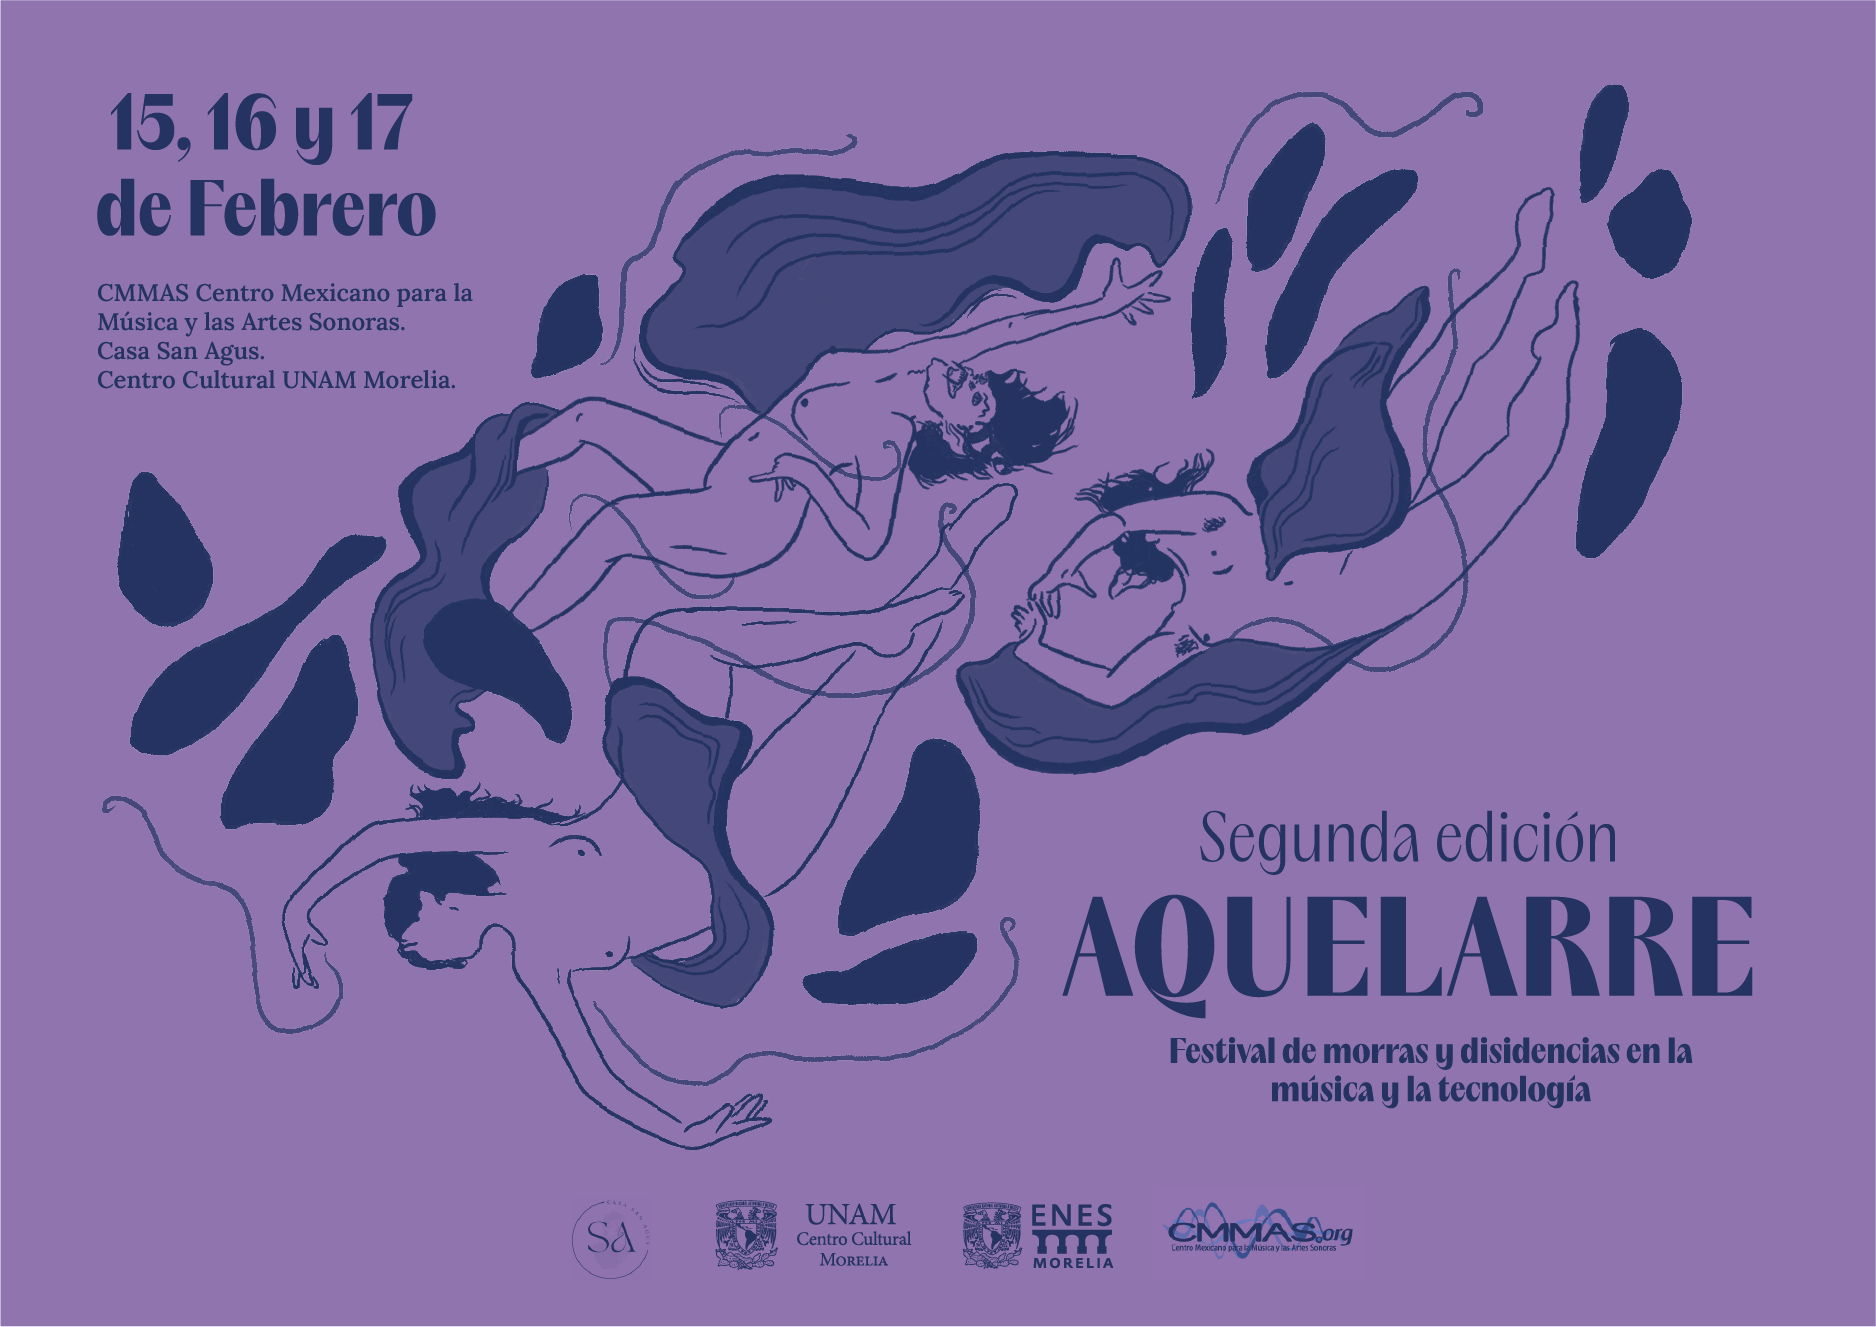 15, 16 y 17
de Febrero
CMMAS Centro Mexicano para la
Música y las Artes Sonoras.
Casa San Agus.
Centro Cultural UNAM Morelia.
Segunda edición
AQUELARRE
Festival de morras y disidencias en la
música y la tecnología
SA
UNAM
Centro Cultural
MORELIA
ENES
MORELIA
CMMAS.org
Centro Mexicano para la Música y las Artes Sonoras